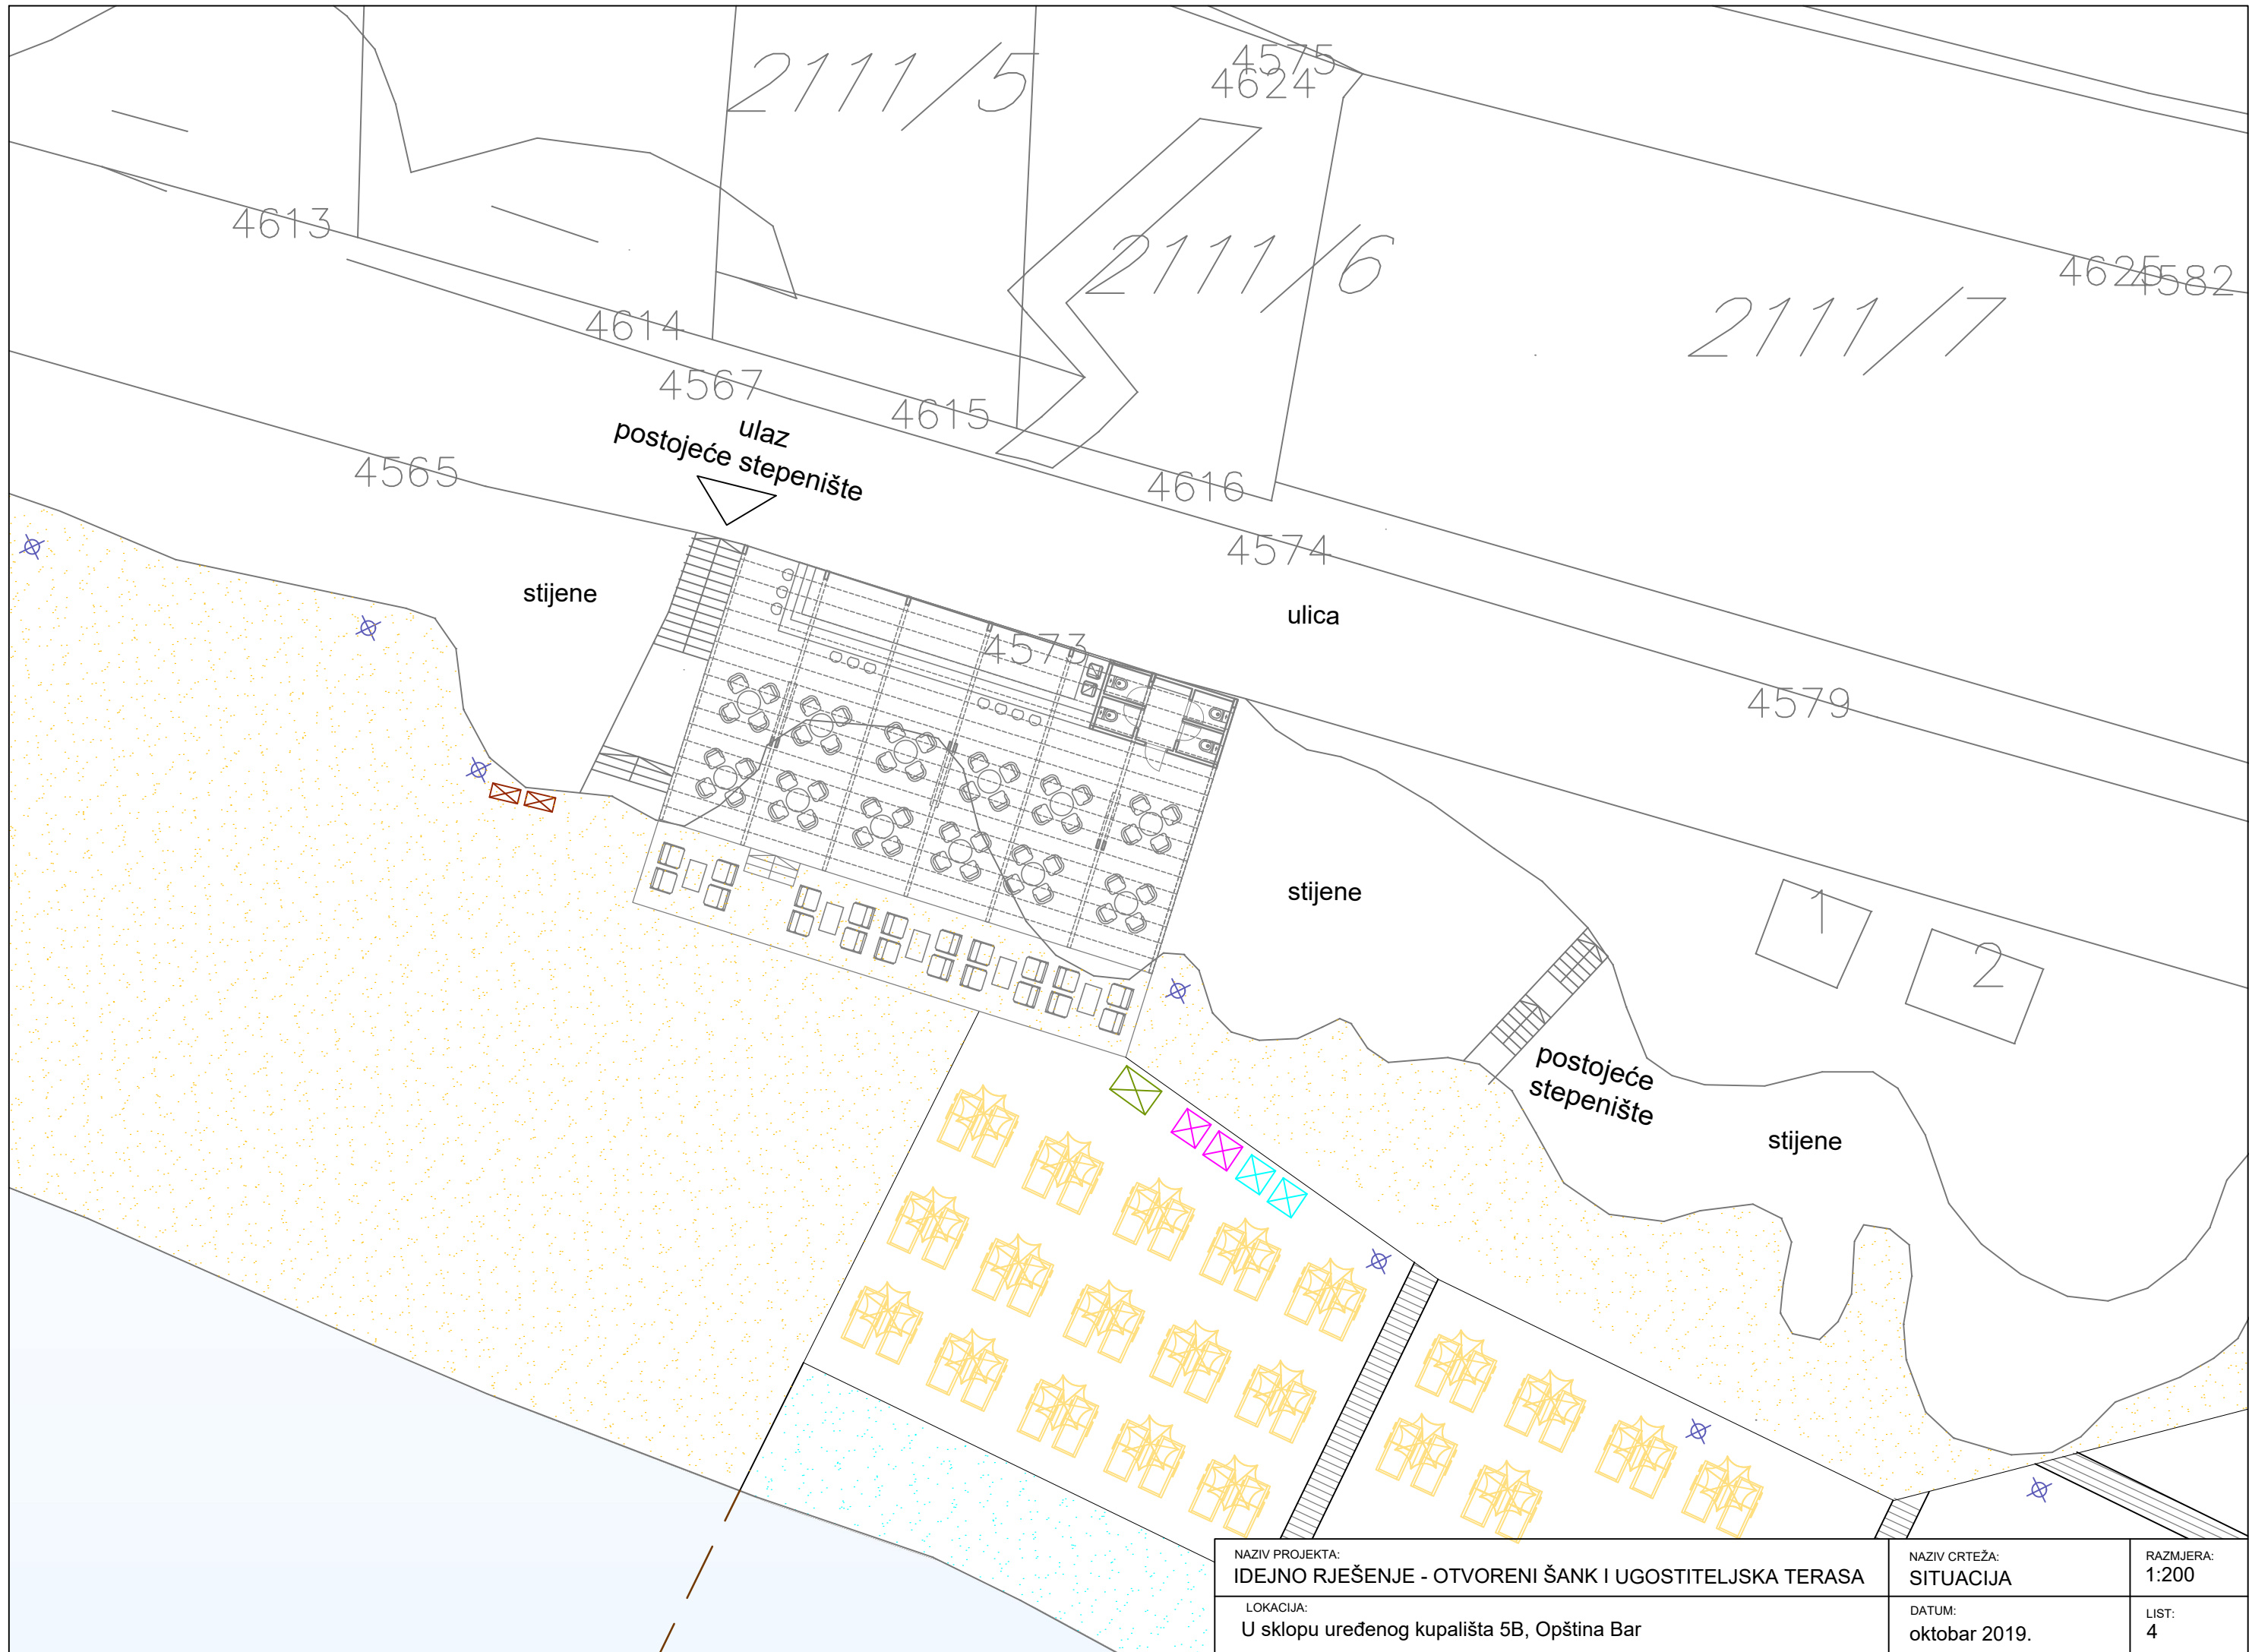 2111/5
4575
4624
4613
2111/6
4625
4582
2111/7
4614
4567
4615
ulaz
postojeće stepenište
4565
4616
4574
stijene
ulica
4573
4579
stijene
1
2
postojeće
stepenište
stijene
NAZIV PROJEKTA:
IDEJNO RJEŠENJE - OTVORENI ŠANK I UGOSTITELJSKA TERASA
NAZIV CRTEŽA:
SITUACIJA
RAZMJERA:
1:200
LOKACIJA:
U sklopu uređenog kupališta 5B, Opština Bar
DATUM:
oktobar 2019.
LIST:
4